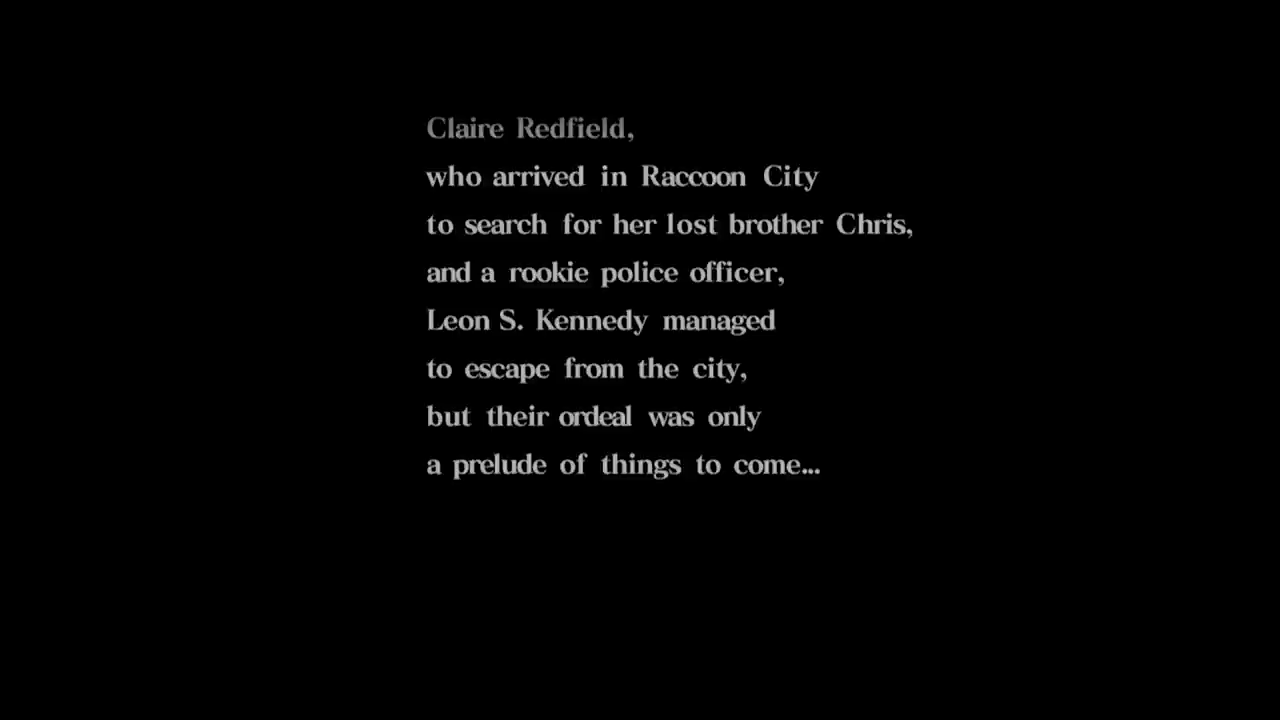 Claire Redfield,
who arrived in Raccoon City
to search for her lost brother Chris,
and a rookie police officer,
Leon S. Kennedy managed
to escape from the city,
but their ordeal was only
a prelude of things to come...